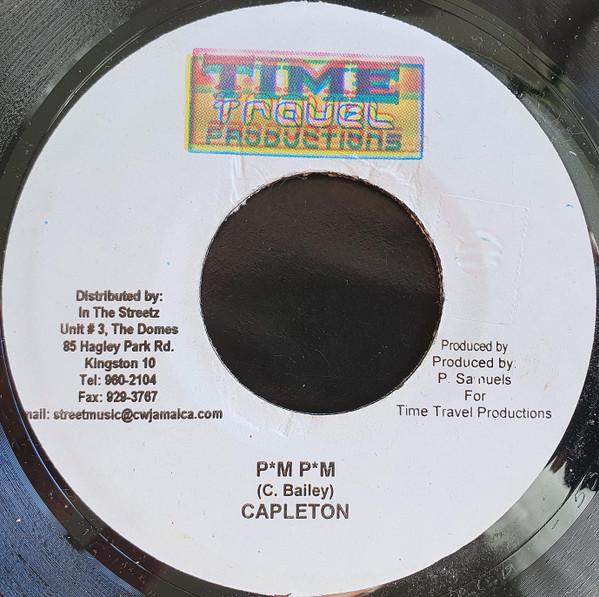 TIME
TRAVEL
PRODUCTIONS
Distributed by:
In The Streetz
Unit # 3, The Domes
85 Hagley Park Rd.
Kingston 10
Tel: 960-2104
Fax: 929-3767
mail: streetmusic@cwjamaica.com
Produced by
Produced by:
P. Samuels
For
Time Travel Productions
P*M P*M
(C. Bailey)
CAPLETON